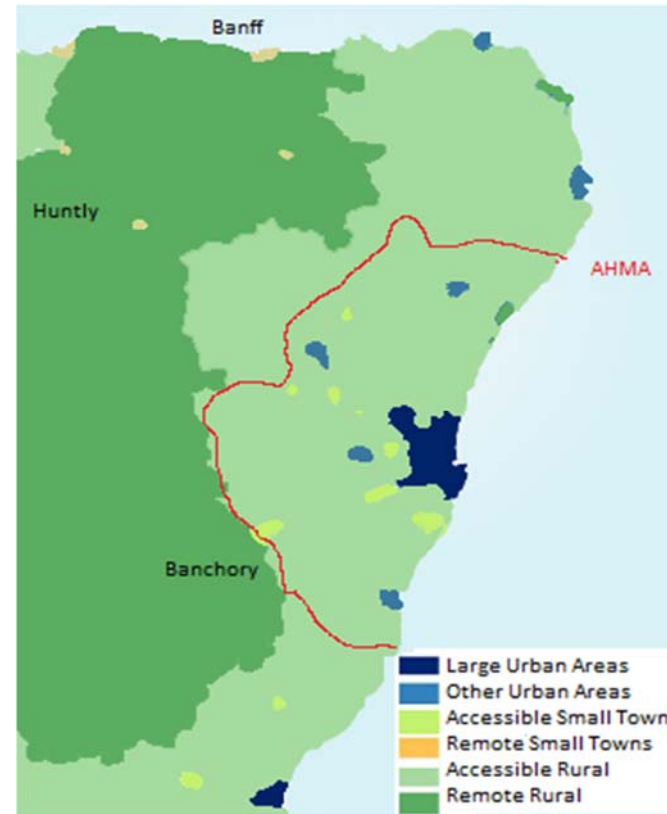 Banff
Huntly
AHMA
Banchory
Large Urban Areas
Other Urban Areas
Accessible Small Town
Remote Small Towns
Accessible Rural
Remote Rural